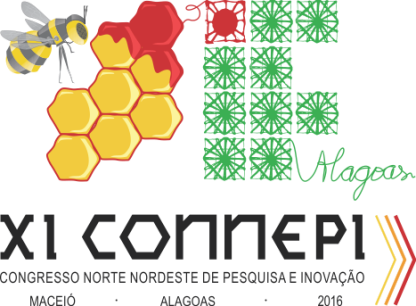 Alagoas
XI CONNEPI
CONGRESSO NORTE NORDESTE DE PESQUISA E INOVAÇÃO
MACEIÓ · ALAGOAS · 2016